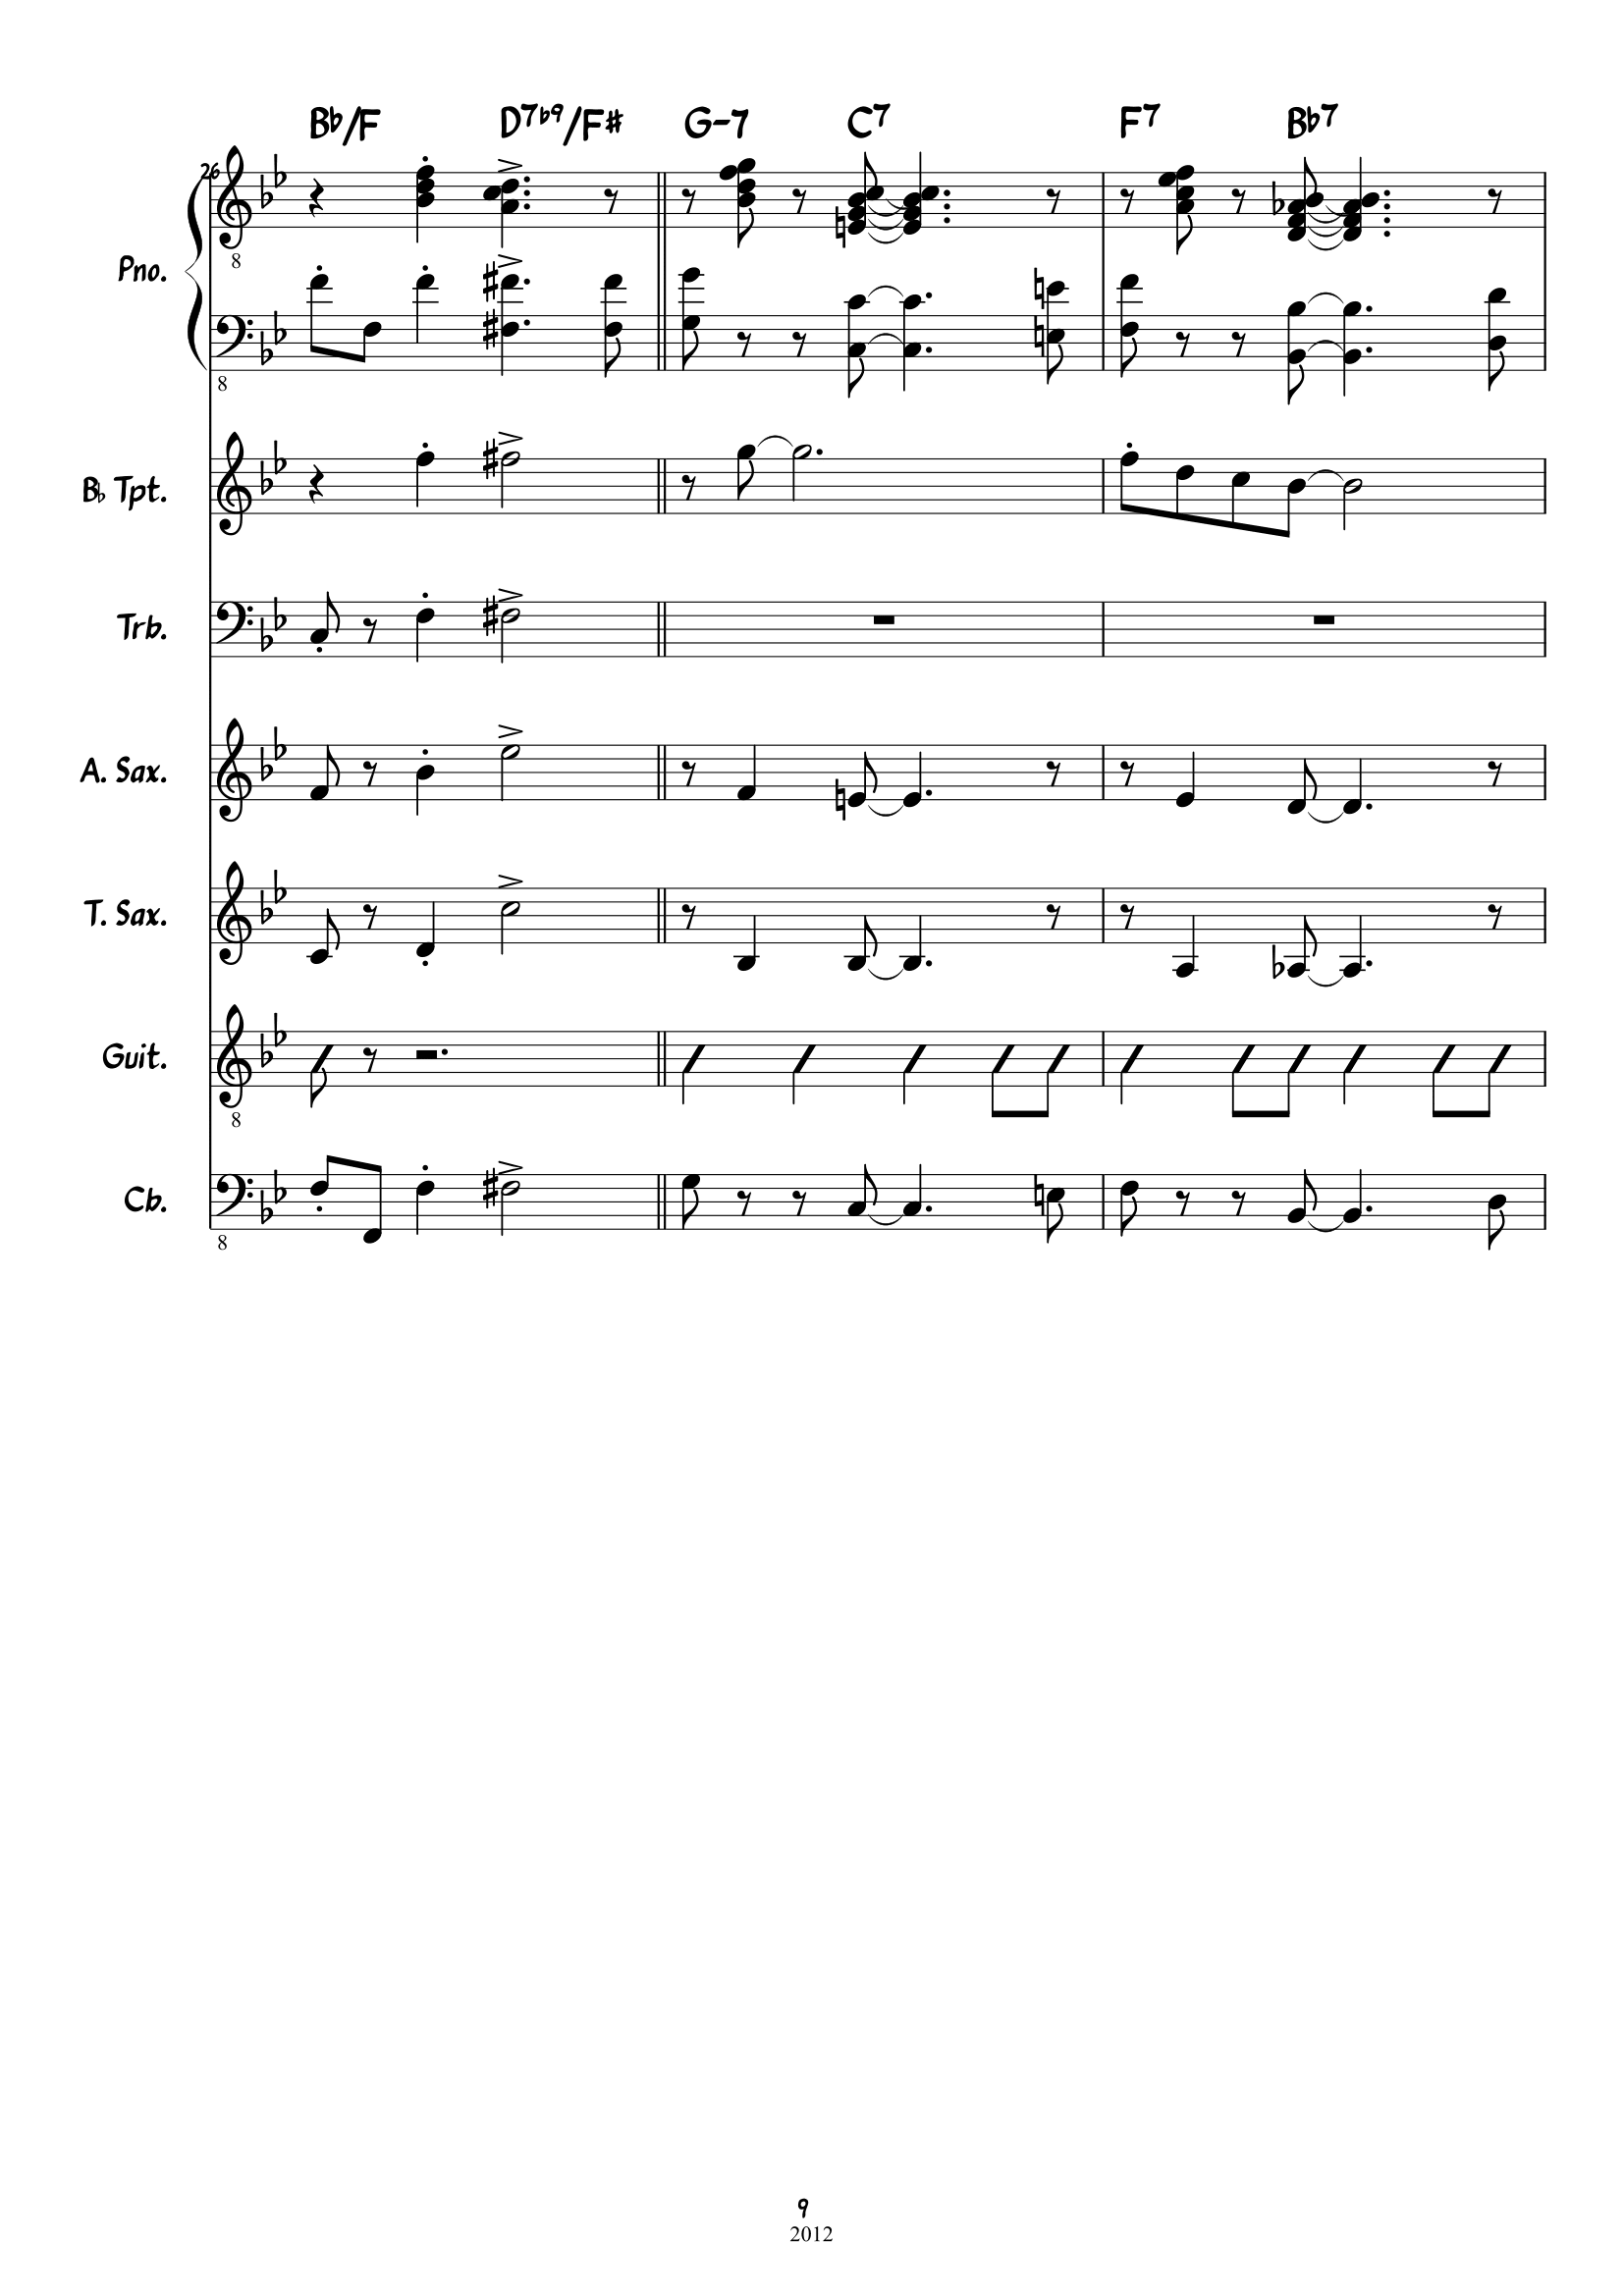 B♭/F D7♭9/F# G-7 C7 F7 B♭7
26
8
Pno.
8
B♭ Tpt.
Trb.
A. Sax.
T. Sax.
Guit.
8
Cb.
8
9
2012